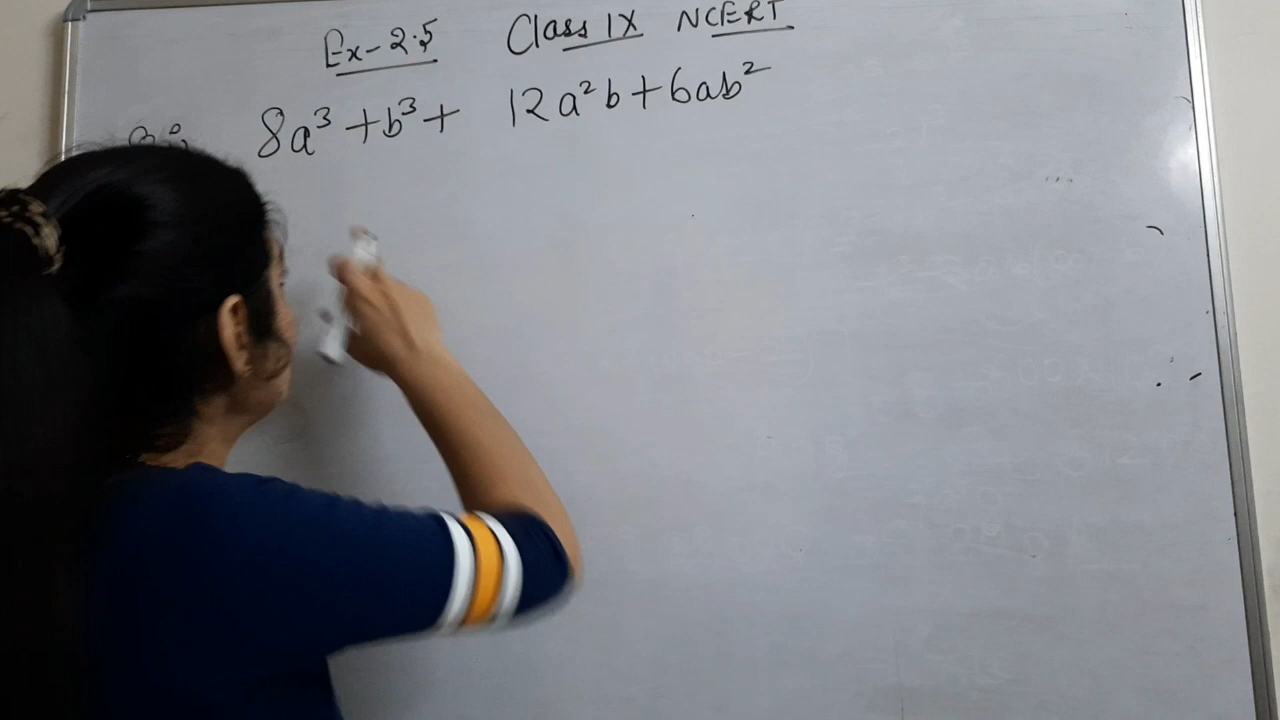 Ex-2.5 Class IX NCERT
8a³ + b³ + 12a²b + 6ab²